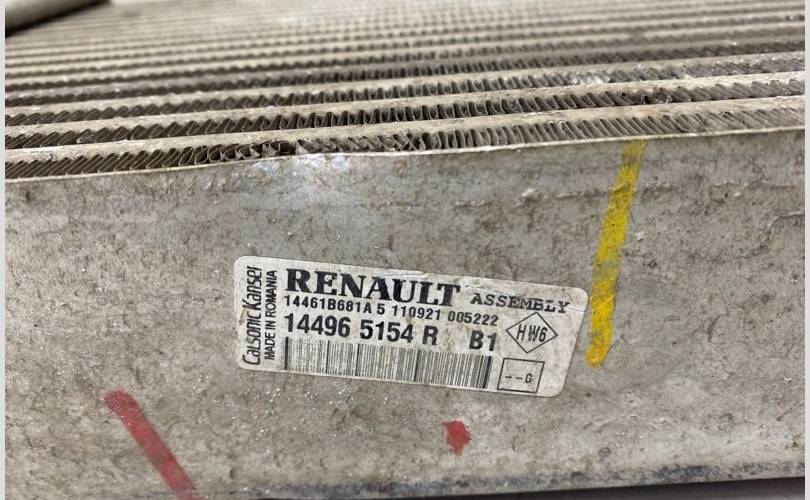 Calsonic Kansei
MADE IN ROMANIA
RENAULT ASSEMBLY
14461B681A 5 110921 005222
14496 5154 R B1
HW6
--G